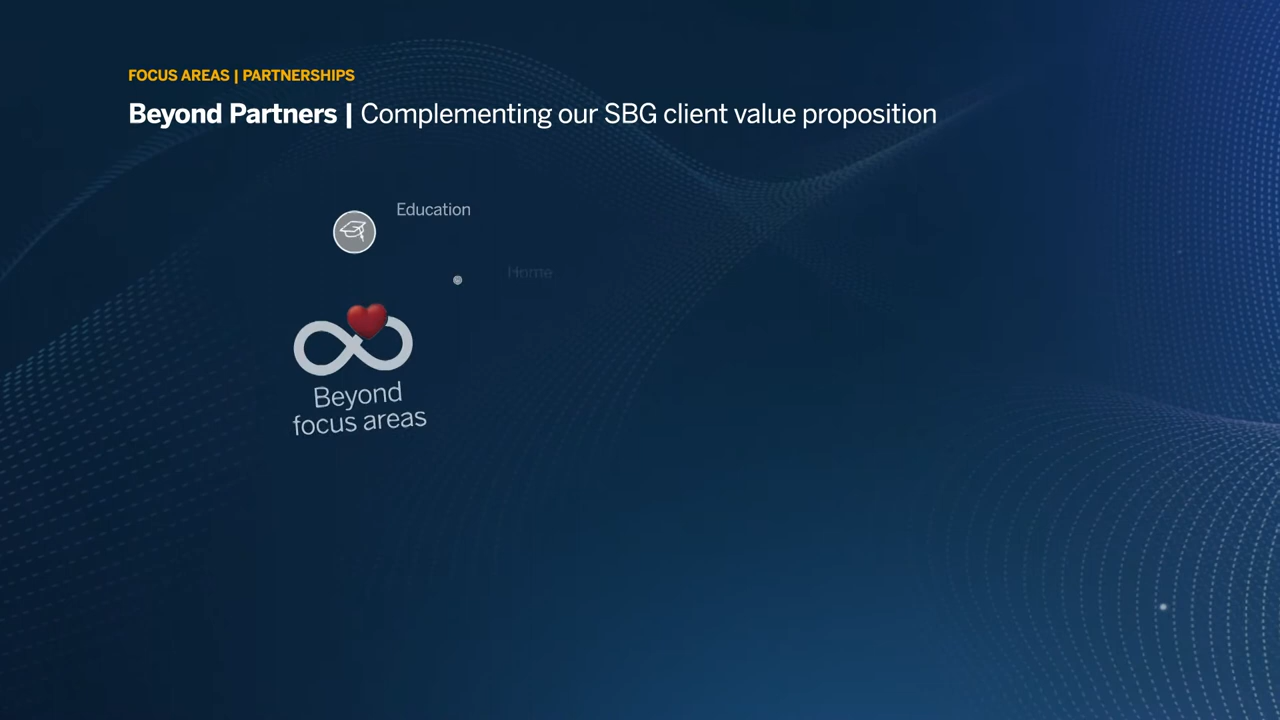 FOCUS AREAS | PARTNERSHIPS
Beyond Partners | Complementing our SBG client value proposition
Education
Home
Beyond
focus areas